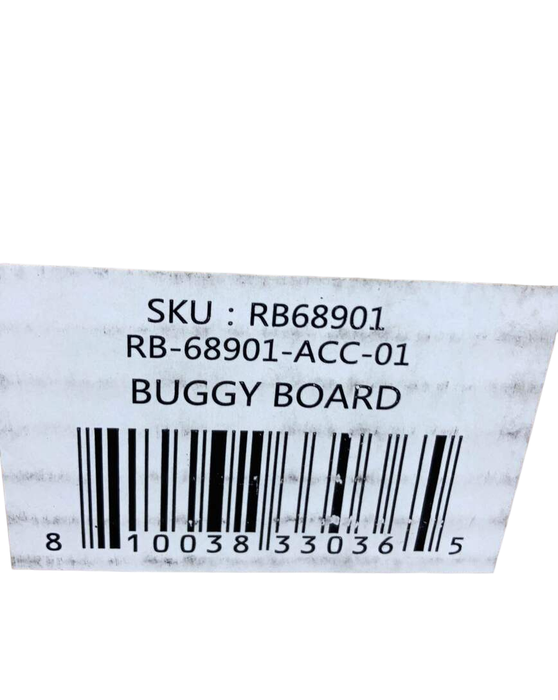 SKU : RB68901
RB-68901-ACC-01
BUGGY BOARD
8 10038 33036 5